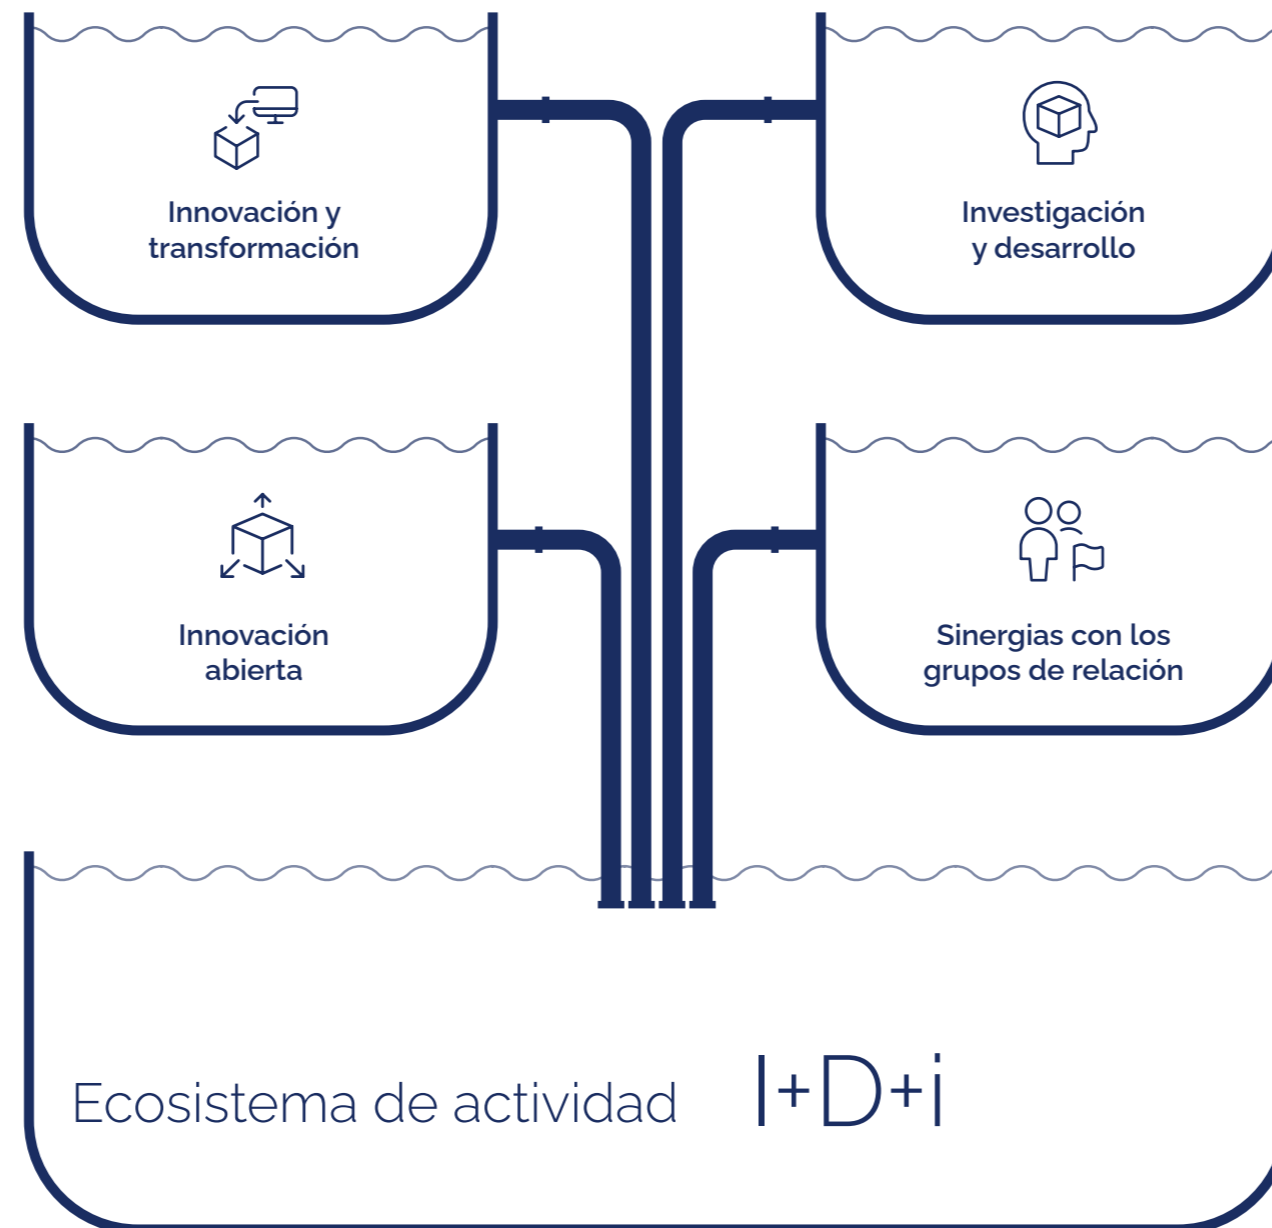 Innovación y
transformación
Investigación
y desarrollo
Innovación
abierta
Sinergias con los
grupos de relación
Ecosistema de actividad I+D+i